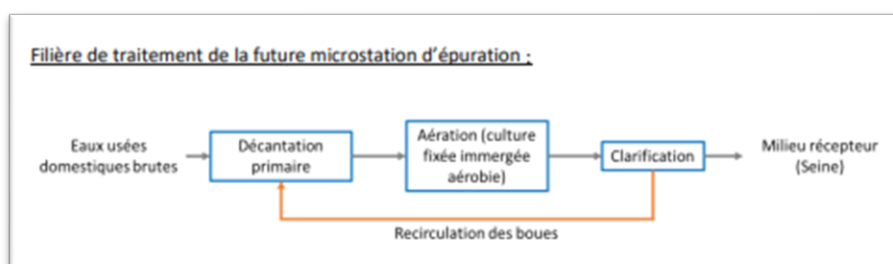 Filière de traitement de la future microstation d'épuration :
Eaux usées
domestiques brutes
Décantation
primaire
Aération (culture
fixée immergée
aérobie)
Clarification
Milieu récepteur
(Seine)
Recirculation des boues